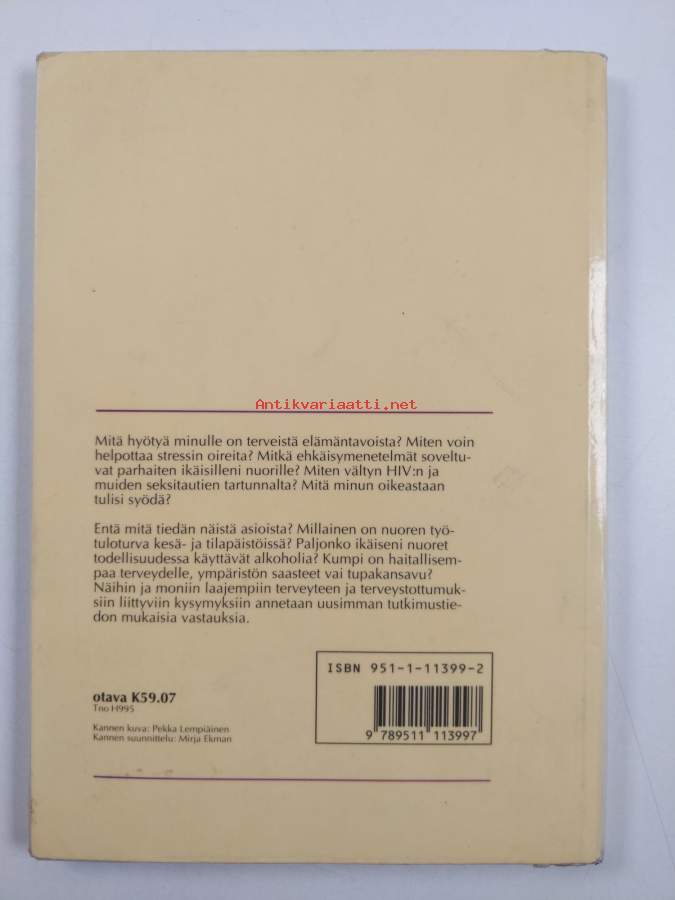 Antikvariaatti.net
Mitä hyötyä minulle on terveistä elämäntavoista? Miten voin
helpottaa stressin oireita? Mitkä ehkäisymenetelmät soveltu-
vat parhaiten ikäisilleni nuorille? Miten vältyn HIV:n ja
muiden seksitautien tartunnalta? Mitä minun oikeastaan
tulisi syödä?
Entä mitä tiedän näistä asioista? Millainen on nuoren työ-
tuloturva kesä- ja tilapäistöissä? Paljonko ikäiseni nuoret
todellisuudessa käyttävät alkoholia? Kumpi on haitallisem-
paa terveydelle, ympäristön saasteet vai tupakansavu?
Näihin ja moniin laajempiin terveyteen ja terveystottumuk-
siin liittyviin kysymyksiin annetaan uusimman tutkimustie-
don mukaisia vastauksia.
ISBN 951-1-11399-2
9 789511 113997
otava K59.07
Tno H995
Kannen kuva: Pekka Lempiäinen
Kannen suunnittelu: Mirja Ekman